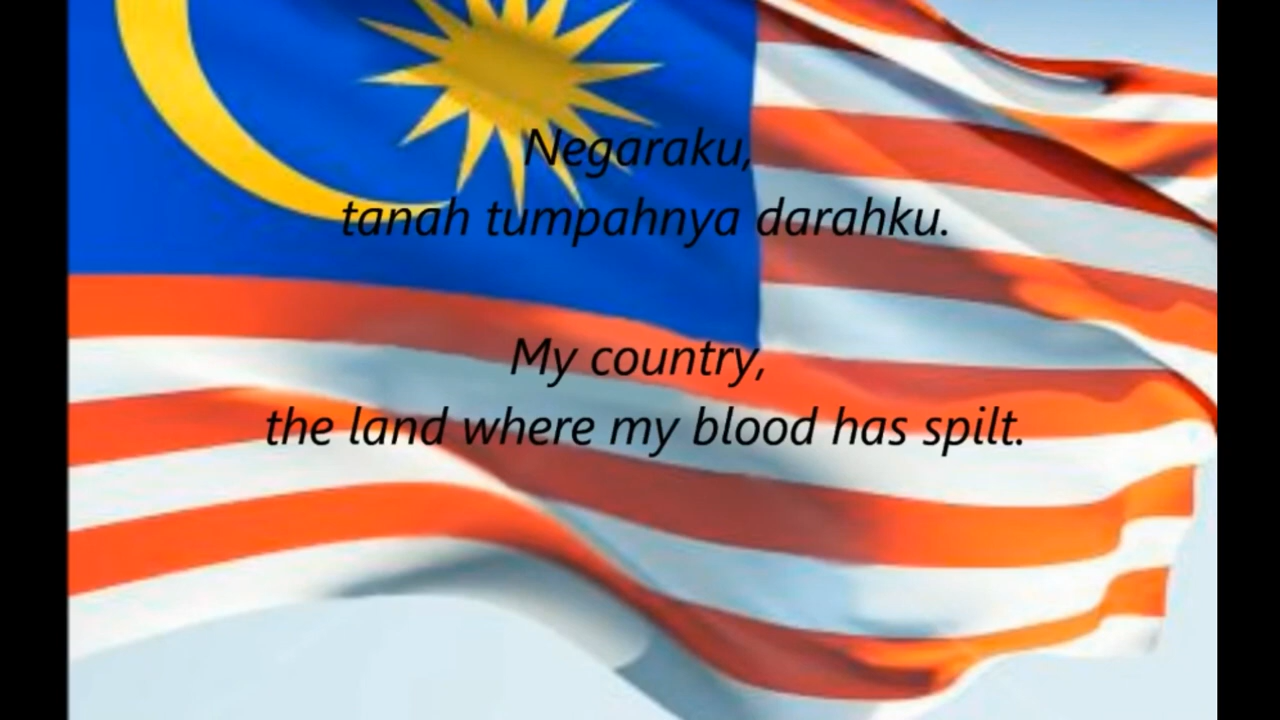 Negaraku,
tanah tumpahnya darahku.
My country,
the land where my blood has spilt.